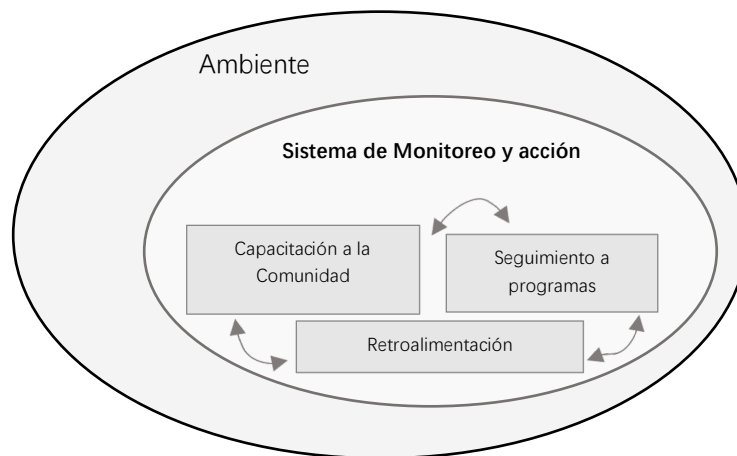 Ambiente
Sistema de Monitoreo y acción
Capacitación a la
Comunidad
Seguimiento a
programas
Retroalimentación